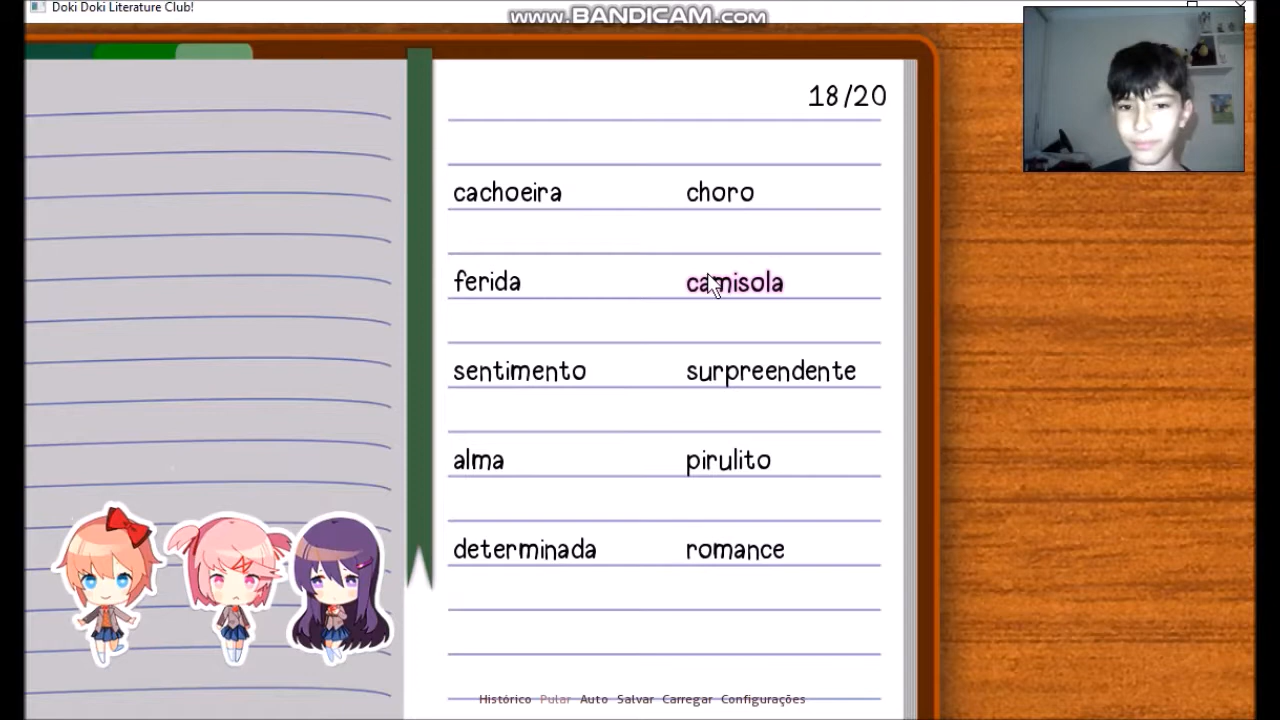 Doki Doki Literature Club!
www.BANDICAM.com
18/20
cachoeira choro
ferida camisola
sentimento surpreendente
alma pirulito
determinada romance
Histórico Pular Auto Salvar Carregar Configurações